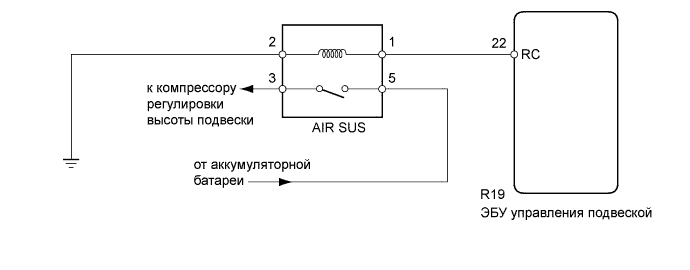 2
1
22
RC
3
5
к компрессору
регулировки
высоты подвески
AIR SUS
от аккумуляторной
батареи
R19
ЭБУ управления подвеской